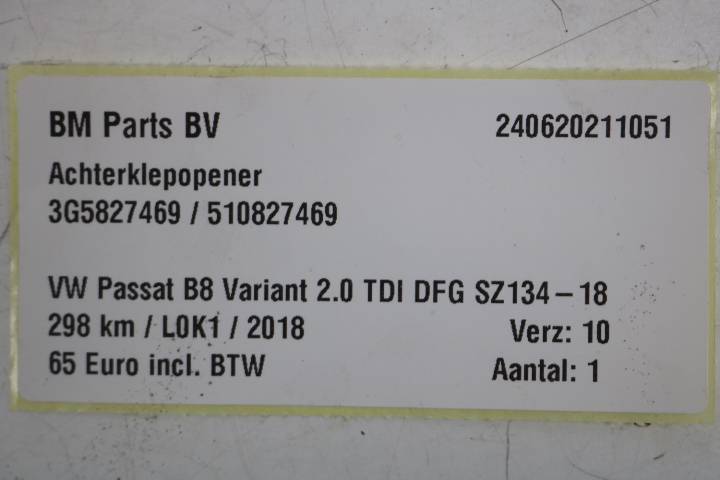 BM Parts BV 240620211051
Achterklepopener
3G5827469 / 510827469
VW Passat B8 Variant 2.0 TDI DFG SZ134 – 18
298 km / L0K1 / 2018 Verz: 10
65 Euro incl. BTW Aantal: 1